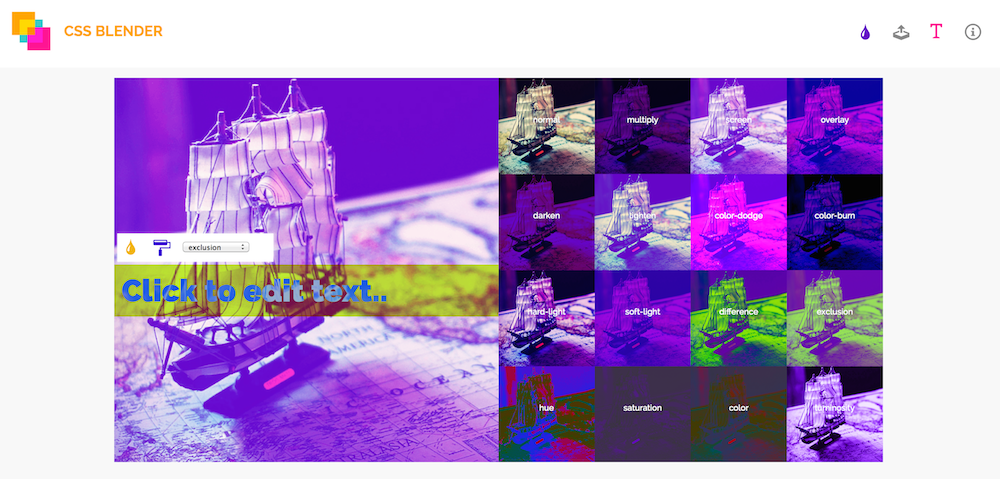 CSS BLENDER
T
normal
multiply
screen
overlay
exclusion
darken
lighten
color-dodge
color-burn
Click to edit text..
hard-light
soft-light
difference
exclusion
NORTH
AMERICA
OCEAN
hue
saturation
color
luminosity